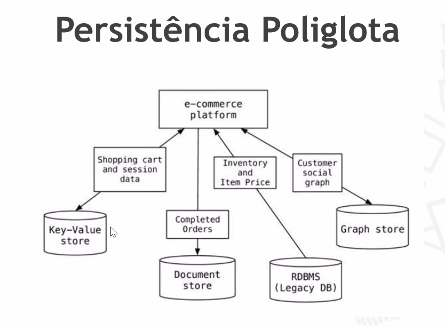 Persistência Poliglota
e-commerce
platform
Shopping cart
and session
data
Inventory
and
Item Price
Customer
social
graph
Completed
Orders
Key-Value
store
Document
store
RDBMS
(Legacy DB)
Graph store